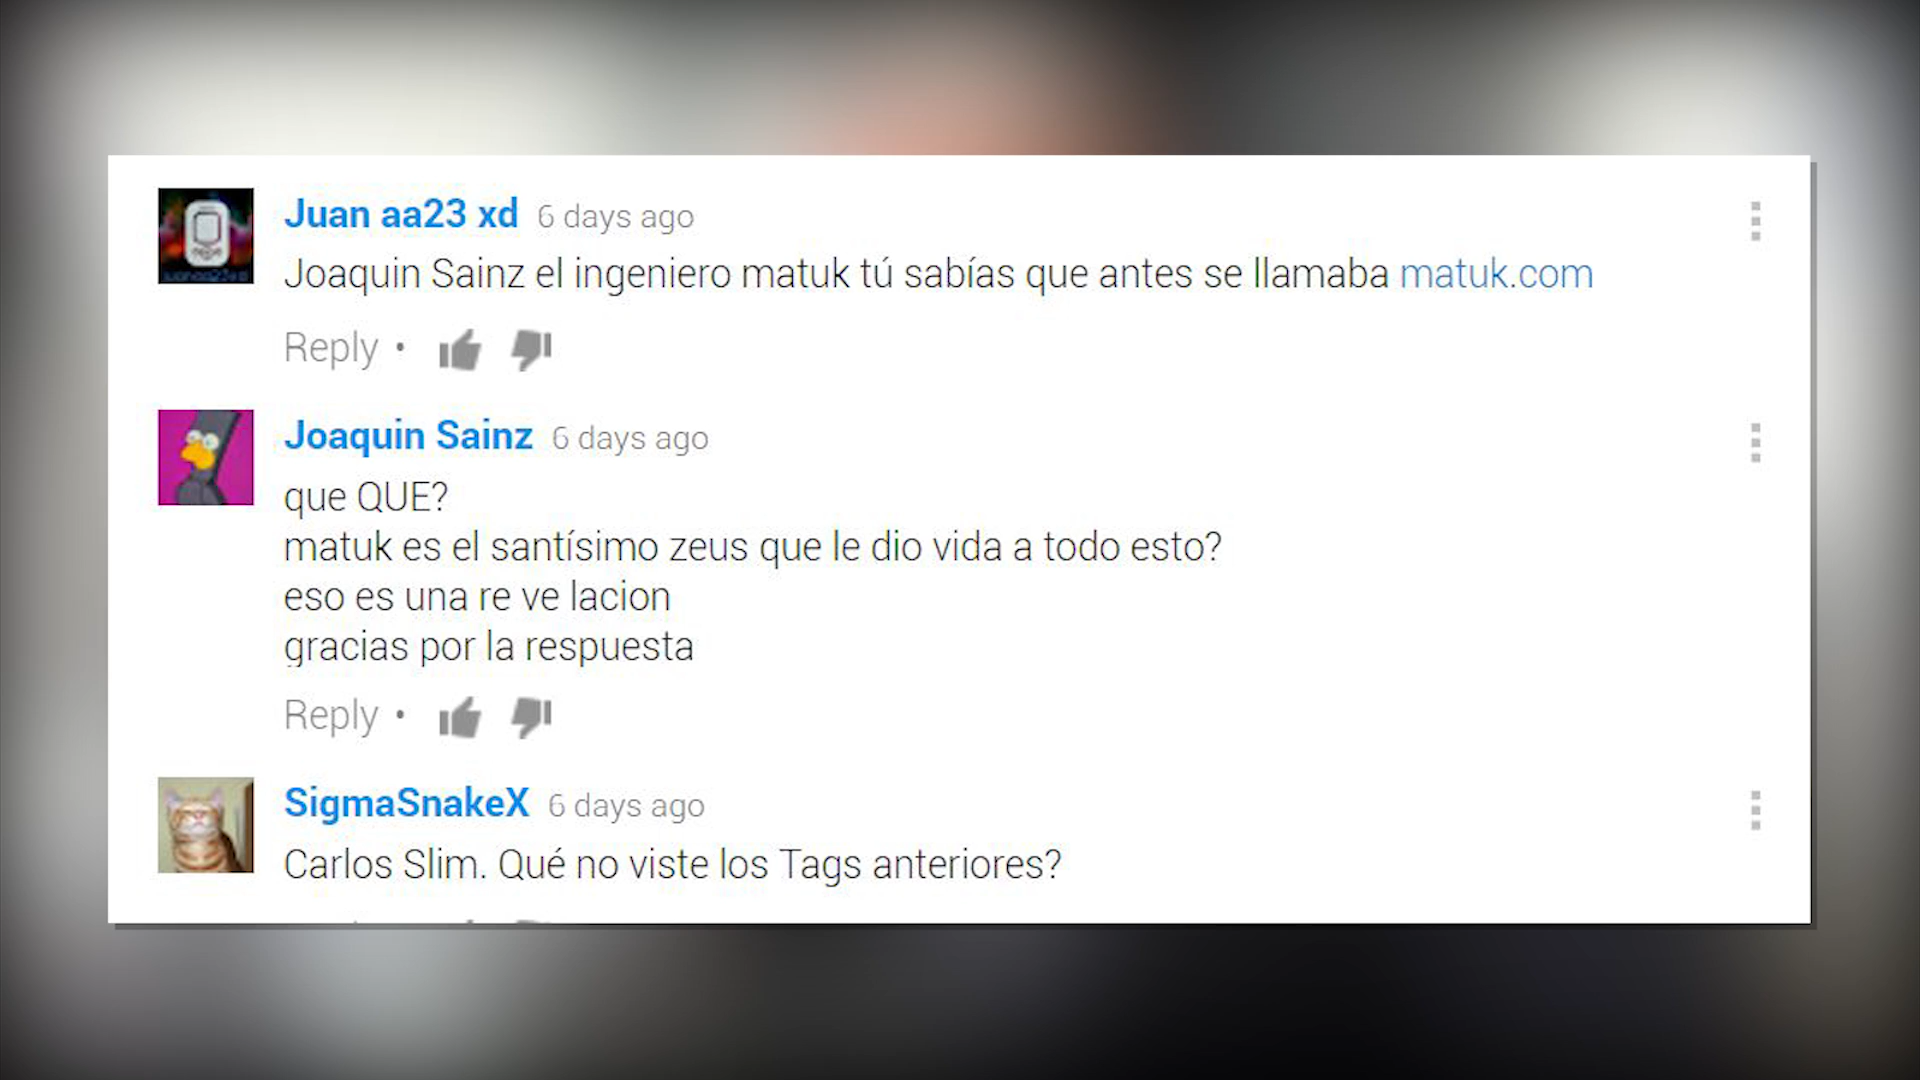 Juan aa23 xd 6 days ago
Joaquin Sainz el ingeniero matuk tú sabías que antes se llamaba matuk.com
Reply •
Joaquin Sainz 6 days ago
que QUE?
matuk es el santísimo zeus que le dio vida a todo esto?
eso es una re ve lacion
gracias por la respuesta
Reply •
SigmaSnakeX 6 days ago
Carlos Slim. Qué no viste los Tags anteriores?